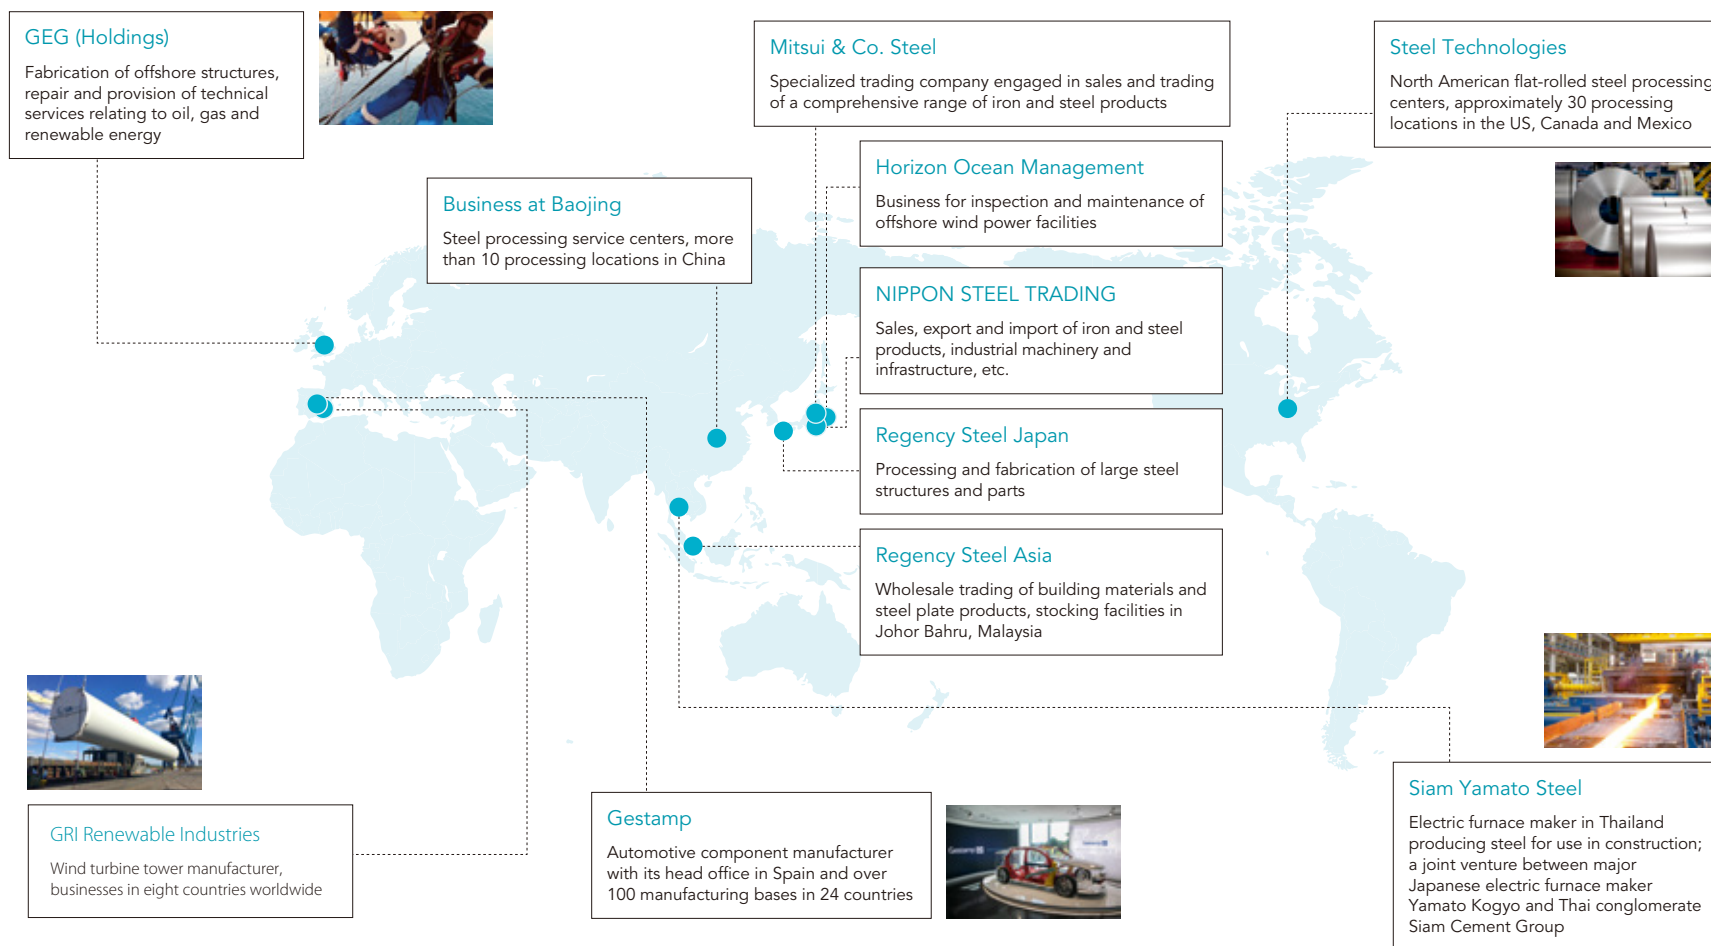 GEG (Holdings)
Fabrication of offshore structures,
repair and provision of technical
services relating to oil, gas and
renewable energy
Mitsui & Co. Steel
Specialized trading company engaged in sales and trading
of a comprehensive range of iron and steel products
Steel Technologies
North American flat-rolled steel processing
centers, approximately 30 processing
locations in the US, Canada and Mexico
Horizon Ocean Management
Business for inspection and maintenance of
offshore wind power facilities
Business at Baojing
Steel processing service centers, more
than 10 processing locations in China
NIPPON STEEL TRADING
Sales, export and import of iron and steel
products, industrial machinery and
infrastructure, etc.
Regency Steel Japan
Processing and fabrication of large steel
structures and parts
Regency Steel Asia
Wholesale trading of building materials and
steel plate products, stocking facilities in
Johor Bahru, Malaysia
GRI Renewable Industries
Wind turbine tower manufacturer,
businesses in eight countries worldwide
Gestamp
Automotive component manufacturer
with its head office in Spain and over
100 manufacturing bases in 24 countries
Siam Yamato Steel
Electric furnace maker in Thailand
producing steel for use in construction;
a joint venture between major
Japanese electric furnace maker
Yamato Kogyo and Thai conglomerate
Siam Cement Group